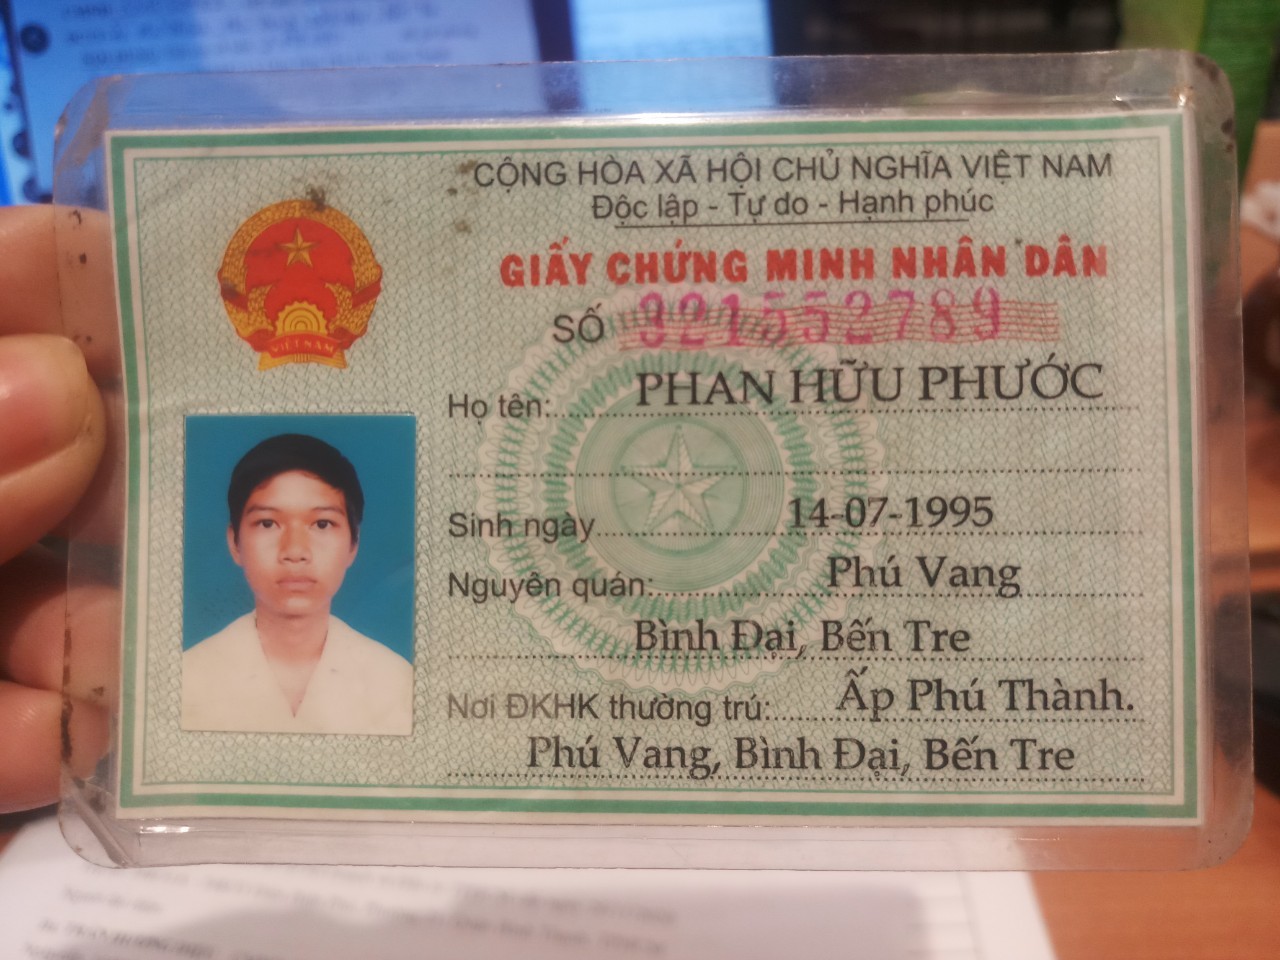 CỘNG HÒA XÃ HỘI CHỦ NGHĨA VIỆT NAM
Độc lập - Tự do - Hạnh phúc
GIẤY CHỨNG MINH NHÂN DÂN
SỐ 321552789
VIỆT NAM
Họ tên: PHAN HỮU PHƯỚC
Sinh ngày 14-07-1995
Nguyên quán: Phú Vang
Bình Đại, Bến Tre
Nơi ĐKHK thường trú: Ấp Phú Thành.
Phú Vang, Bình Đại, Bến Tre